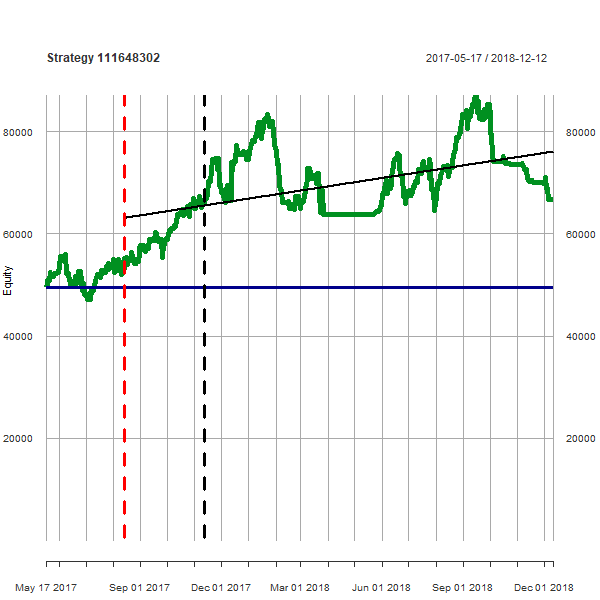 Strategy 111648302
2017-05-17 / 2018-12-12
80000 80000
60000 60000
Equity
40000 40000
20000 20000
May 17 2017 Sep 01 2017 Dec 01 2017 Mar 01 2018 Jun 01 2018 Sep 01 2018 Dec 01 2018